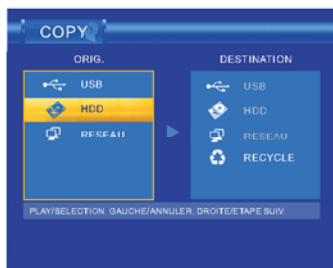 COPY
ORIG.
DESTINATION
USB
HDD
RESEAU
USB
HDD
RESEAU
RECYCLE
PLAY/SELECTION. GAUCHE/ANNULER. DROITE/ETAPE SUIV.